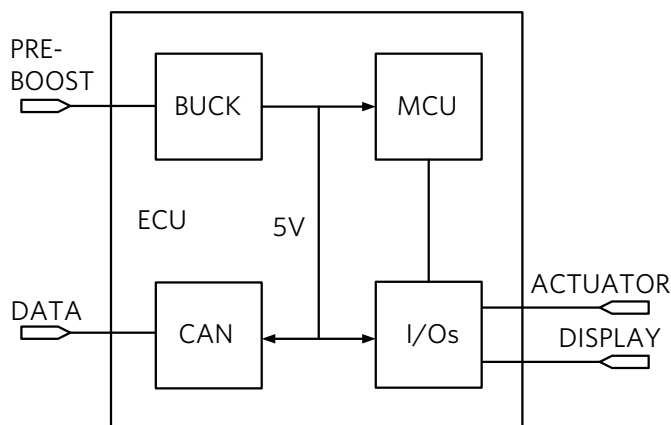 PRE-
BOOST
BUCK
MCU
ECU
5V
DATA
CAN
I/Os
ACTUATOR
DISPLAY